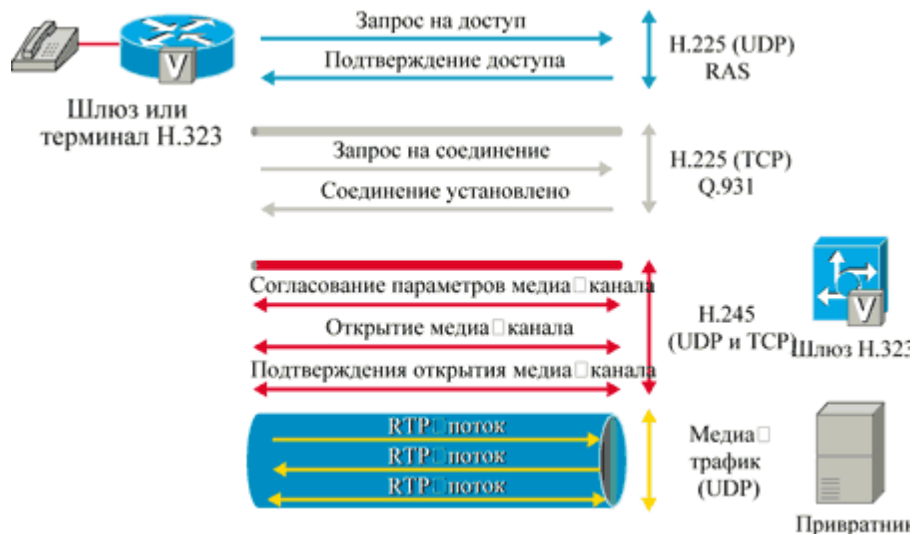 Запрос на доступ
Подтверждение доступа
H.225 (UDP)
RAS
V
Шлюз или
терминал H.323
Запрос на соединение
Соединение установлено
H.225 (TCP)
Q.931
Согласование параметров медиа□канала
Открытие медиа□канала
Подтверждения открытия медиа□канала
H.245
(UDP и TCP)
V
Шлюз H.323
RTP□поток
RTP□поток
RTP□поток
Медиа□
трафик
(UDP)
Привратник